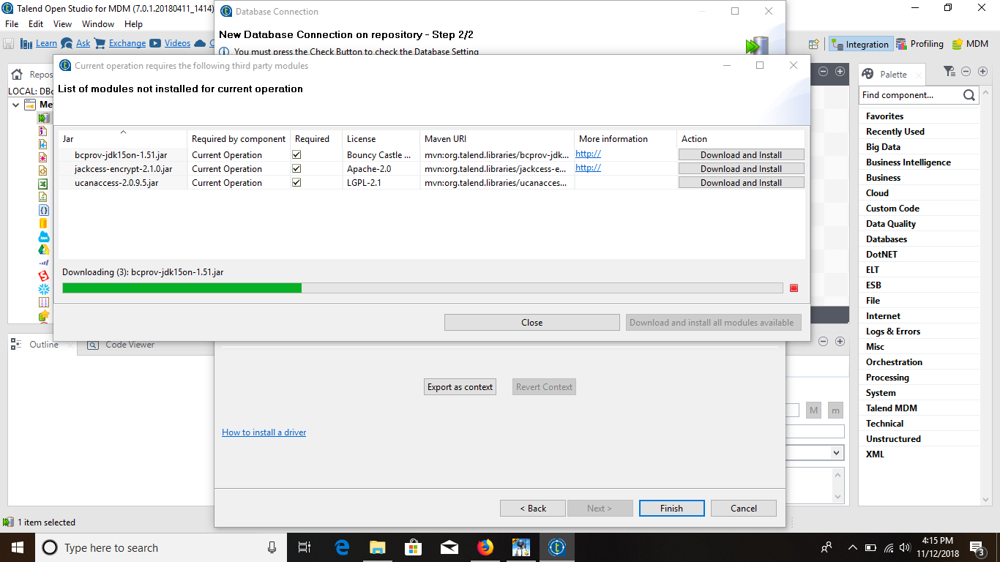 Talend Open Studio for MDM (7.0.1.20180411_1414)
Database Connection
File Edit View Window Help
New Database Connection on repository - Step 2/2
Learn Ask Exchange Videos
You must press the Check Button to check the Database Setting
Integration Profiling MDM
Current operation requires the following third party modules
Repos
Palette
List of modules not installed for current operation
LOCAL: DBc
Find component...
Me
Jar Required by component Required License Maven URI More information Action
bcprov-jdk15on-1.51.jar Current Operation Bouncy Castle ... mvn:org.talend.libraries/bcprov-jdk... http:// Download and Install
jackcess-encrypt-2.1.0.jar Current Operation Apache-2.0 mvn:org.talend.libraries/jackcess-e... http:// Download and Install
ucanaccess-2.0.9.5.jar Current Operation LGPL-2.1 mvn:org.talend.libraries/ucanacces... Download and Install
Downloading (3): bcprov-jdk15on-1.51.jar
Close Download and install all modules available
Favorites
Recently Used
Big Data
Business Intelligence
Business
Cloud
Custom Code
Data Quality
Databases
DotNET
ELT
ESB
File
Internet
Logs & Errors
Misc
Orchestration
Processing
System
Talend MDM
Technical
Unstructured
XML
Outline Code Viewer
Export as context Revert Context
M m
How to install a driver
< Back Next > Finish Cancel
1 item selected
Type here to search
4:15 PM
11/12/2018
3